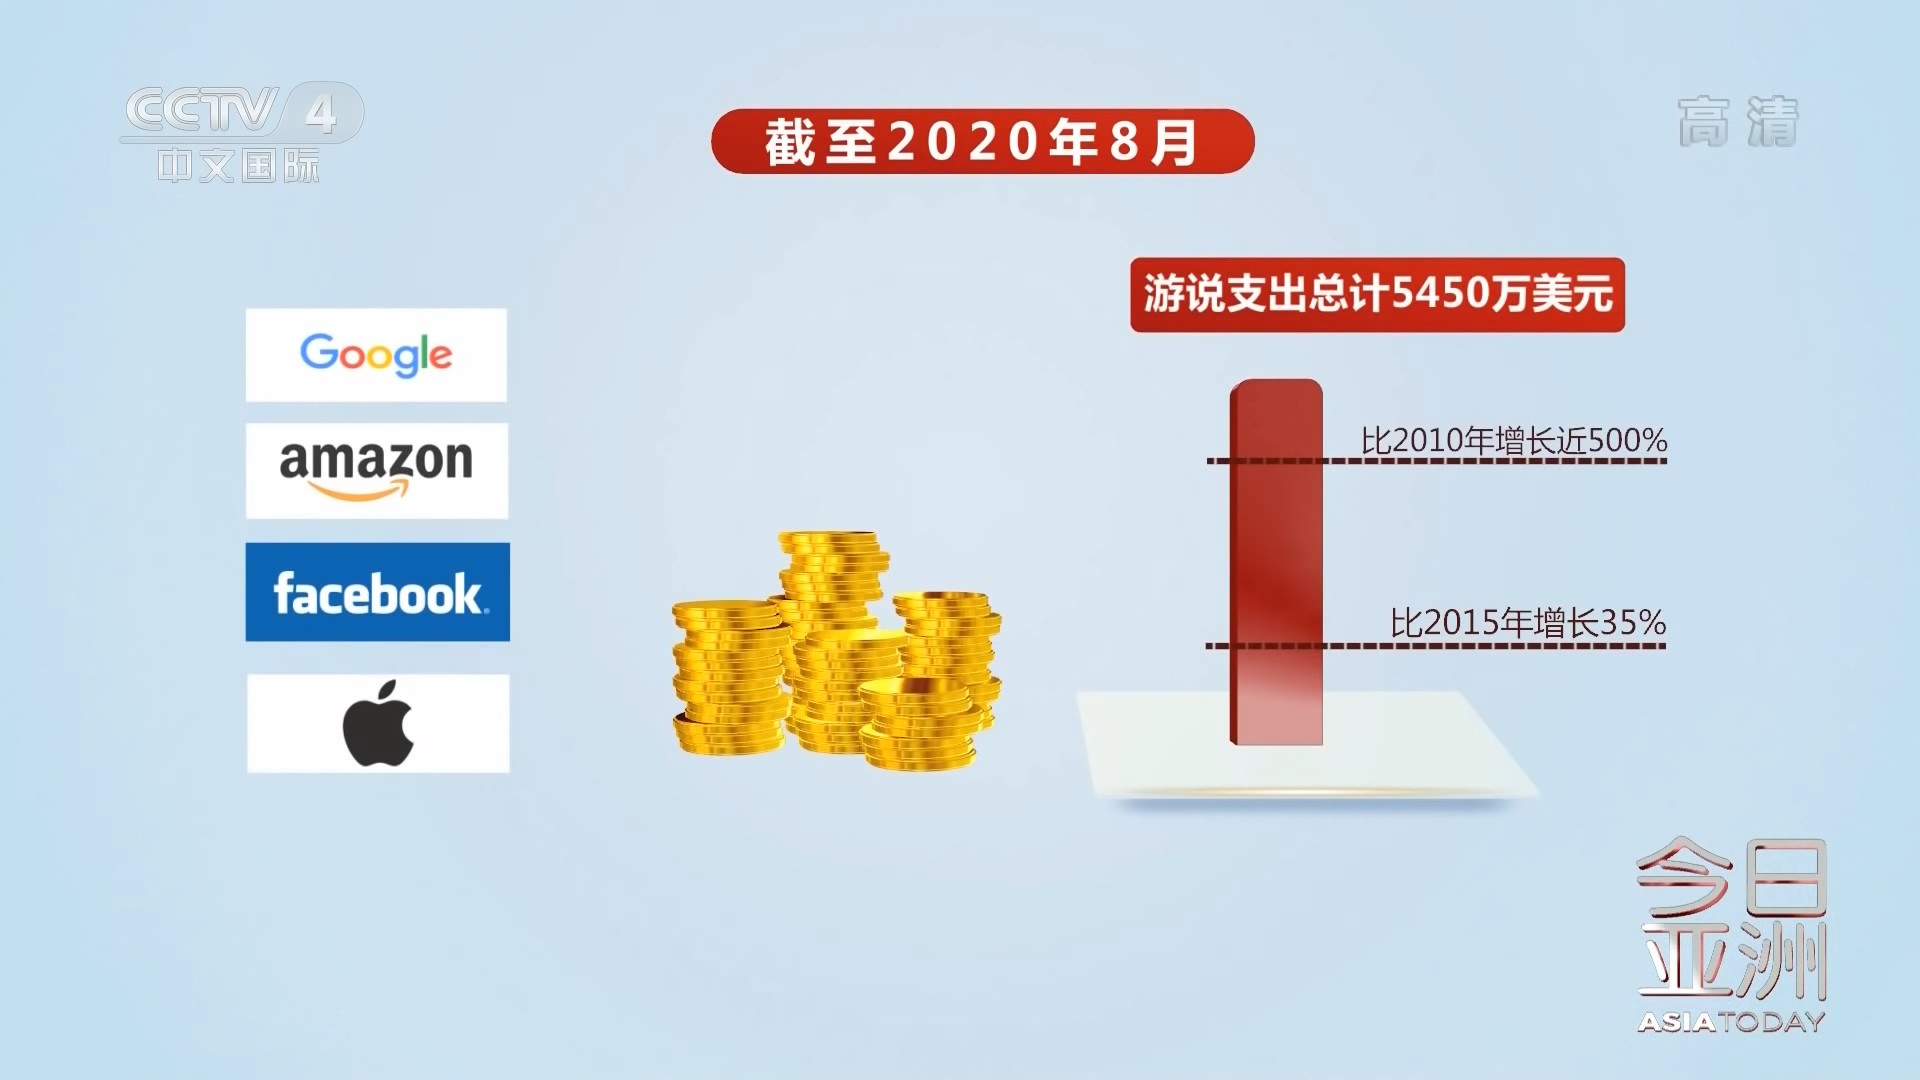 CCTV 4
中文国际
高清
截至2020年8月
游说支出总计5450万美元
Google
amazon
facebook
比2010年增长近500%
比2015年增长35%
今日
亚洲
ASIA TODAY